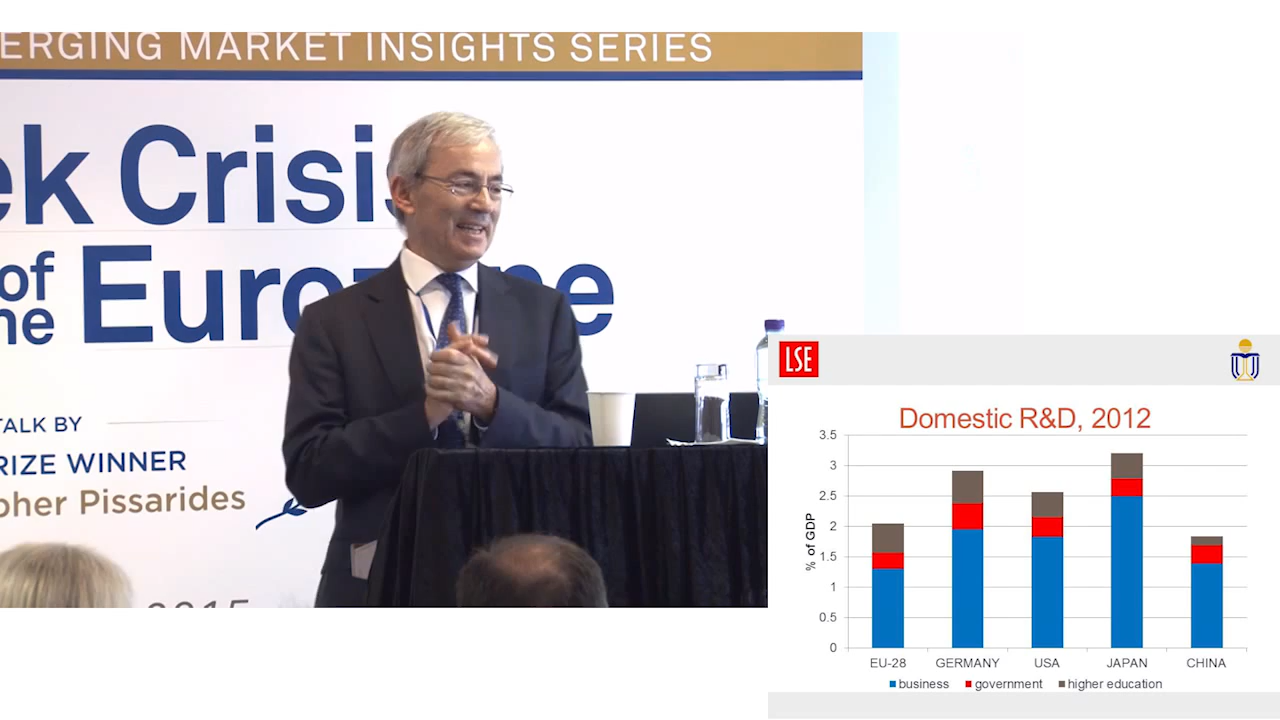 ERGING MARKET INSIGHTS SERIES
ek Crisis
of
ne
TALK BY
RIZE WINNER
pher Pissarides
2015
LSE
Domestic R&D, 2012
% of GDP
3.5
3
2.5
2
1.5
1
0.5
0
EU-28 GERMANY USA JAPAN CHINA
business government higher education